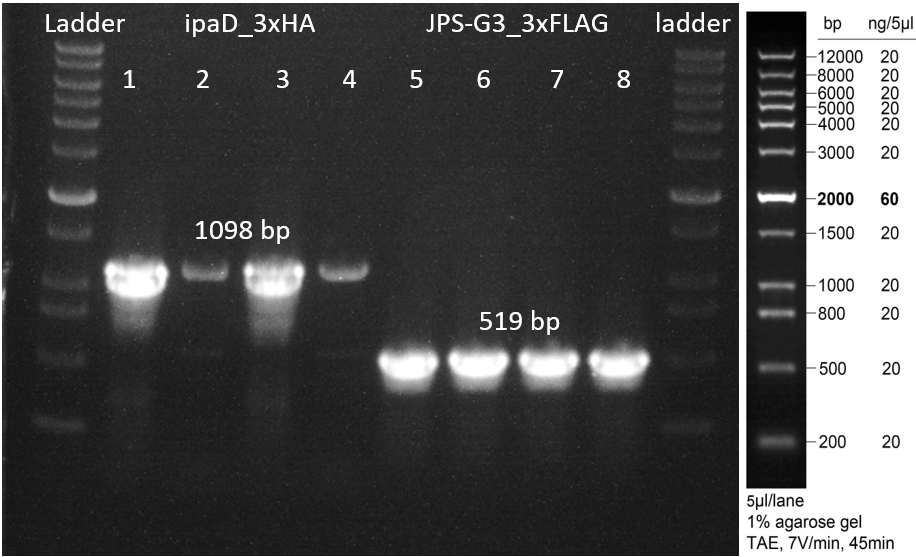 Ladder ipaD_3xHA JPS-G3_3xFLAG ladder
1 2 3 4 5 6 7 8
1098 bp
519 bp
bp ng/5µl
12000 20
8000 20
6000 20
5000 20
4000 20
3000 20
2000 60
1500 20
1000 20
800 20
500 20
200 20
5µl/lane
1% agarose gel
TAE, 7V/min, 45min